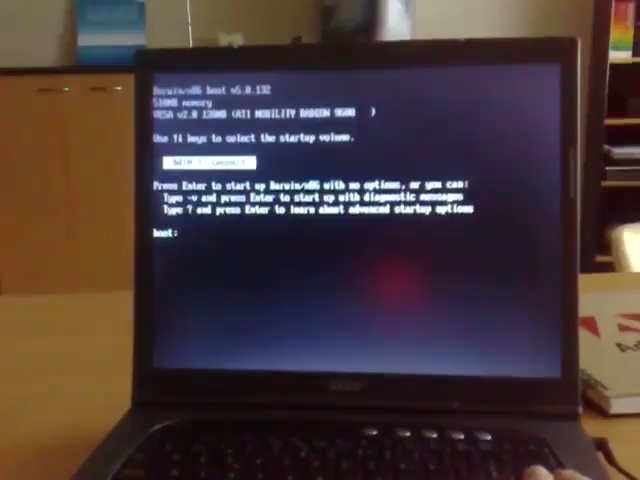 Darwin/x86 boot v5.0.132
510MB memory
VESA v2.0 128MB (ATI MOBILITY RADEON 9600 )
Use ↑↓ keys to select the startup volume.
Press Enter to start up Darwin/x86 with no options, or you can:
Type -v and press Enter to start up with diagnostic messages
Type ? and press Enter to learn about advanced startup options
boot:
acer